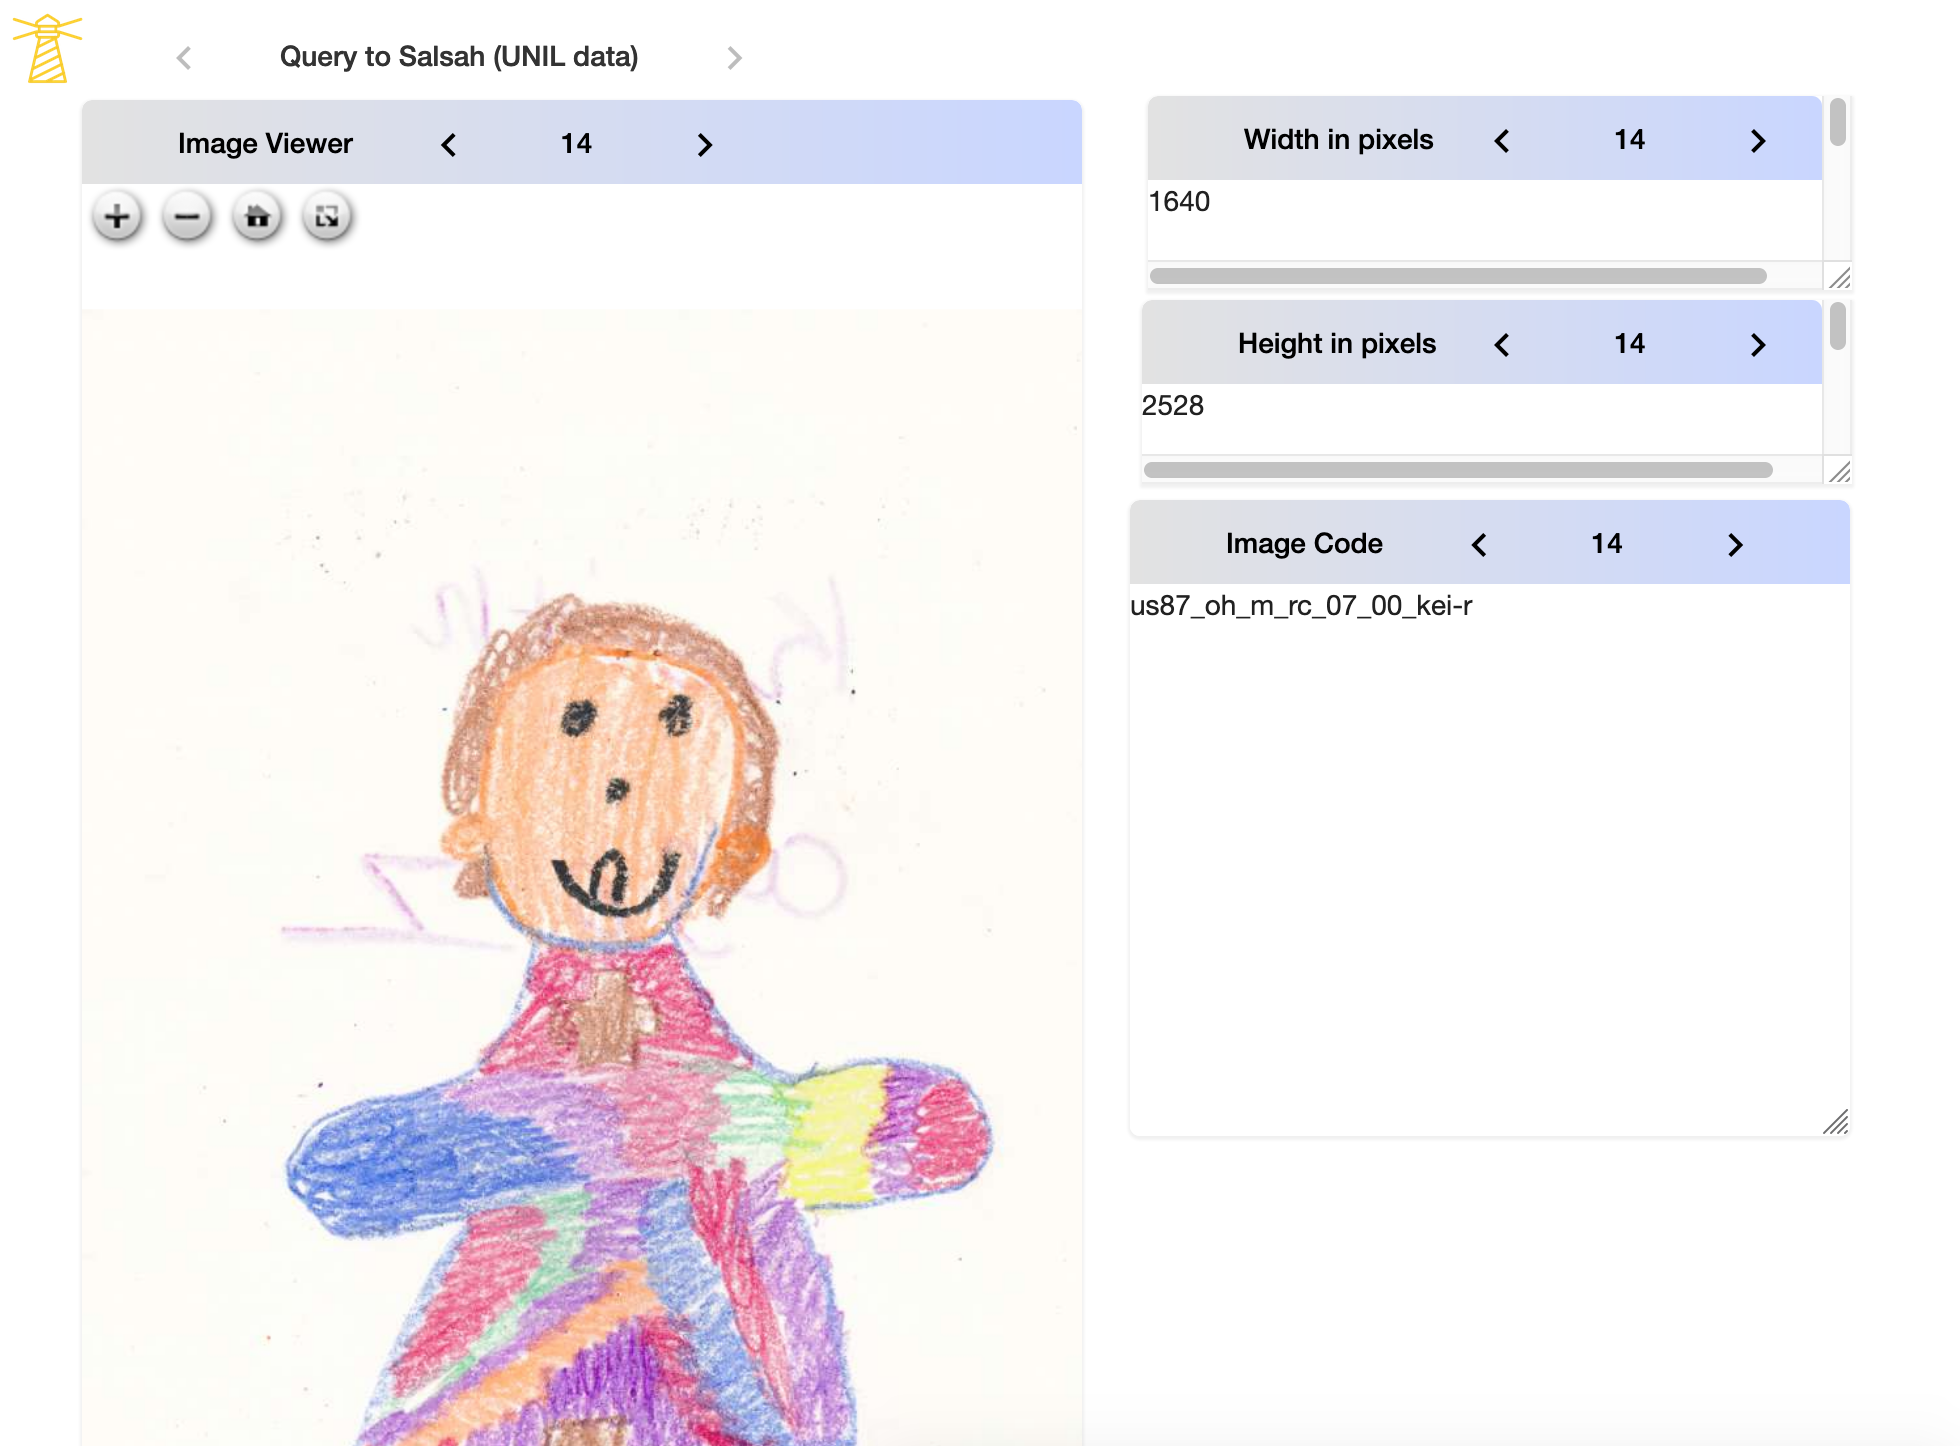 Query to Salsah (UNIL data)
Image Viewer 14
Width in pixels 14
1640
Height in pixels 14
2528
Image Code 14
us87_oh_m_rc_07_00_kei-r